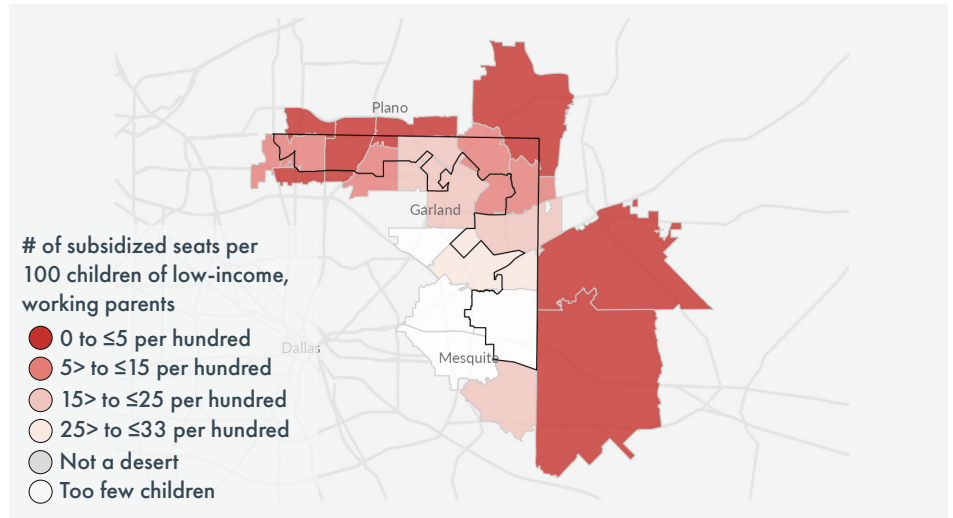 Plano
Garland
# of subsidized seats per
100 children of low-income,
working parents
0 to ≤5 per hundred
5> to ≤15 per hundred
15> to ≤25 per hundred
25> to ≤33 per hundred
Not a desert
Too few children
Dallas
Mesquite